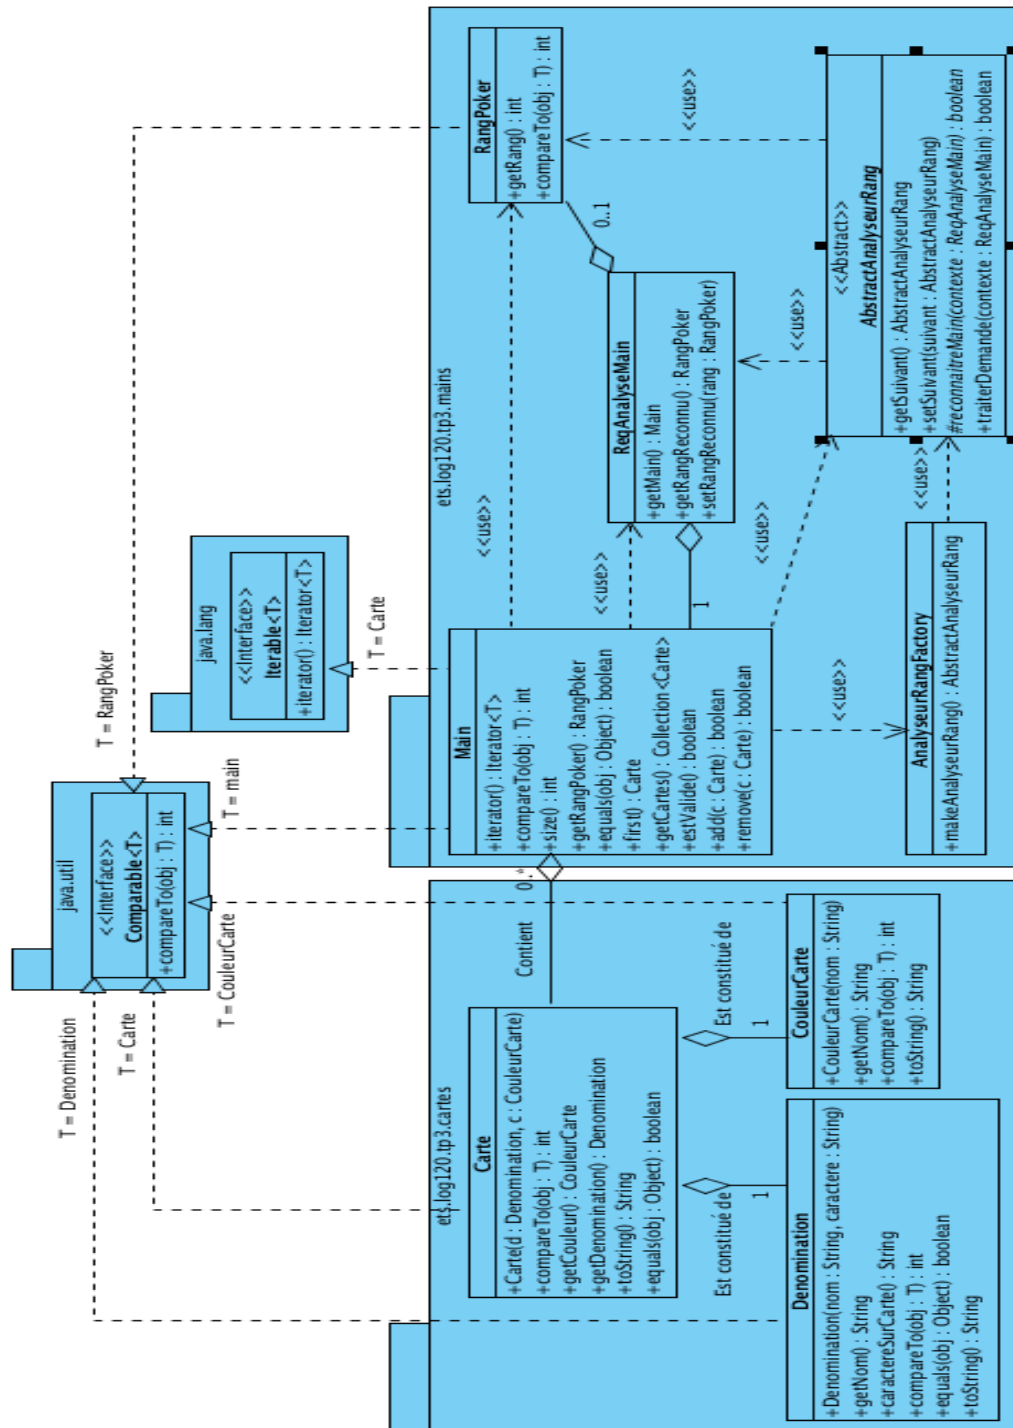 java.util
<<Interface>>
Comparable<T>
+compareTo(obj : T) : int
java.lang
<<Interface>>
Iterable<T>
+iterator() : Iterator<T>
T = Denomination
T = Carte
T = CouleurCarte
T = main
T = RangPoker
T = Carte
ets.log120.tp3.cartes
Carte
+Carte(d : Denomination, c : CouleurCarte)
+compareTo(obj : T) : int
+getCouleur() : CouleurCarte
+getDenomination() : Denomination
+toString() : String
+equals(obj : Object) : boolean
Contient
0..*
Est constitué de
1
Est constitué de
1
Denomination
+Denomination(nom : String, caractere : String)
+getNom() : String
+caractereSurCarte() : String
+compareTo(obj : T) : int
+equals(obj : Object) : boolean
+toString() : String
CouleurCarte
+CouleurCarte(nom : String)
+getNom() : String
+compareTo(obj : T) : int
+toString() : String
ets.log120.tp3.mains
Main
+iterator() : Iterator<T>
+compareTo(obj : T) : int
+size() : int
+getRangPoker() : RangPoker
+equals(obj : Object) : boolean
+first() : Carte
+getCartes() : Collection <Carte>
+estValide() : boolean
+add(c : Carte) : boolean
+remove(c : Carte) : boolean
<<use>>
<<use>>
1
<<use>>
<<use>>
RangPoker
+getRang() : int
+compareTo(obj : T) : int
0..1
<<use>>
ReqAnalyseMain
+getMain() : Main
+getRangReconnu() : RangPoker
+setRangReconnu(rang : RangPoker)
<<use>>
AnalyseurRangFactory
+makeAnalyseurRang() : AbstractAnalyseurRang
<<use>>
<<Abstract>>
AbstractAnalyseurRang
+getSuivant() : AbstractAnalyseurRang
+setSuivant(suivant : AbstractAnalyseurRang)
#reconnaitreMain(contexte : ReqAnalyseMain) : boolean
+traiterDemande(contexte : ReqAnalyseMain) : boolean